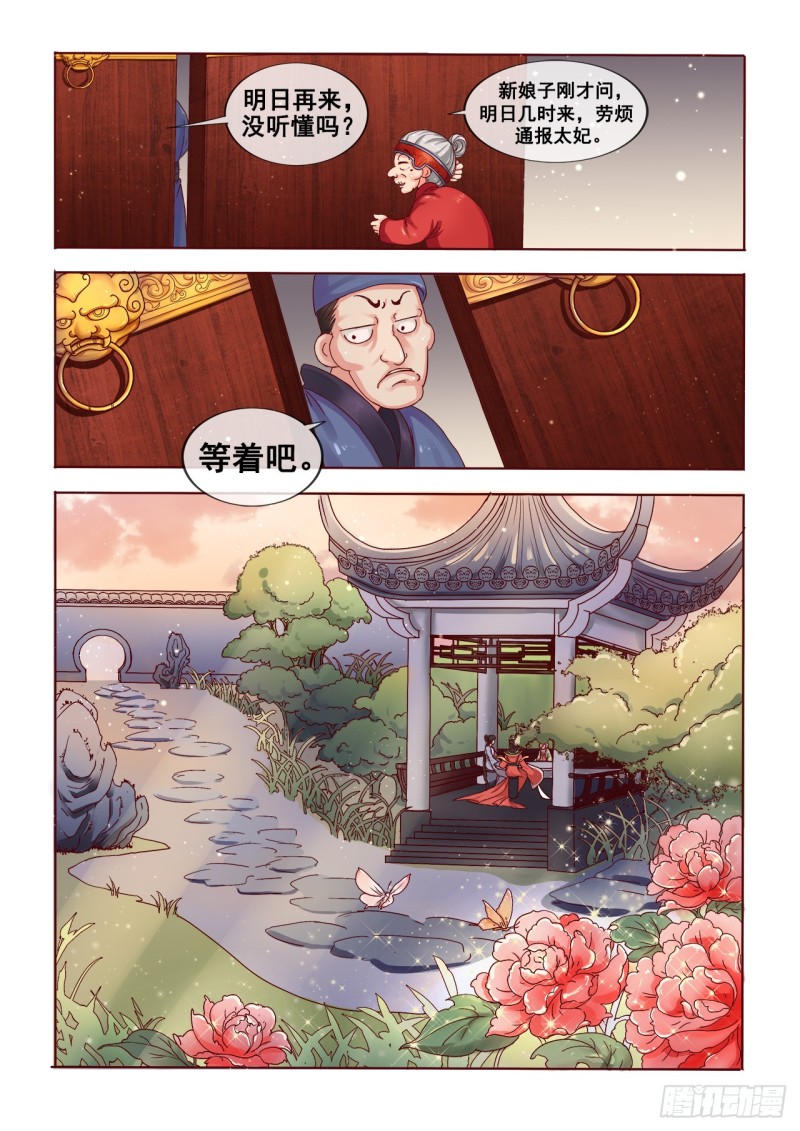 明日再来，
没听懂吗？
新娘子刚才问，
明日几时来，劳烦
通报太妃。
等着吧。
腾讯动漫